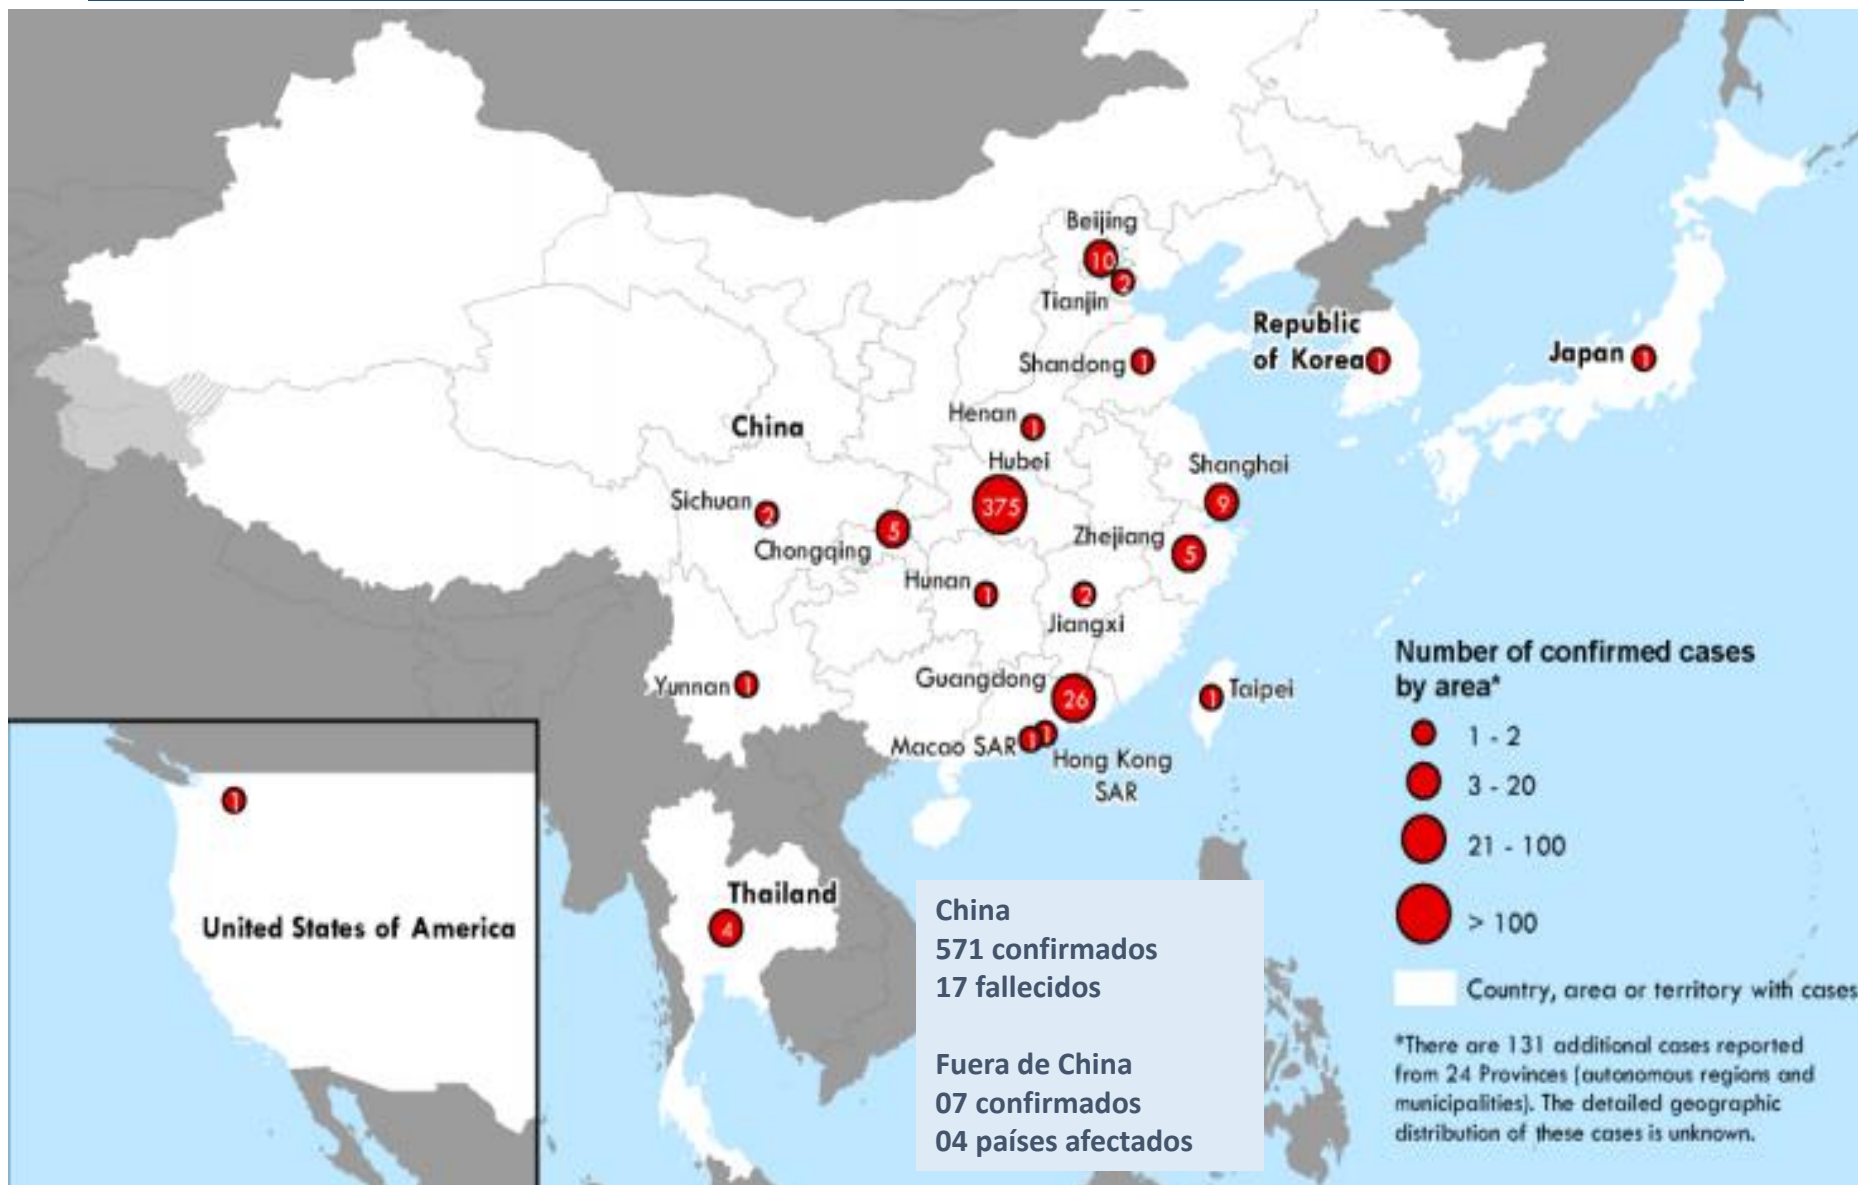 Beijing
10
2
Tianjin
Republic
of Korea
1
Japan
1
Shandong
1
Henan
1
China
Hubei
375
Shanghai
9
Sichuan
2
5
Chongqing
Zhejiang
5
Hunan
1
2
Jiangxi
Yunnan
1
Guangdong
26
1
Taipei
Macao SAR
1
1
Hong Kong
SAR
1
United States of America
Thailand
4
China
571 confirmados
17 fallecidos
Fuera de China
07 confirmados
04 países afectados
Number of confirmed cases
by area*
1 - 2
3 - 20
21 - 100
> 100
Country, area or territory with cases
*There are 131 additional cases reported
from 24 Provinces (autonomous regions and
municipalities). The detailed geographic
distribution of these cases is unknown.